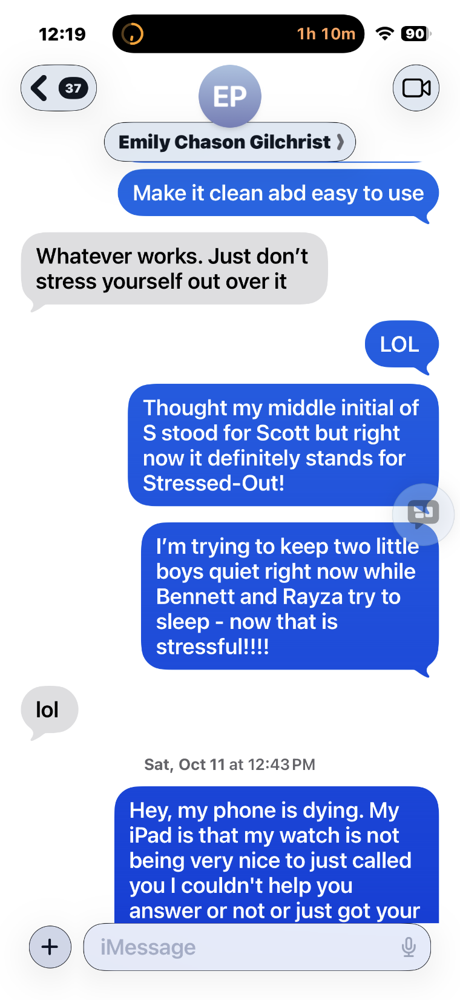 12:19
1h 10m
90
37
EP
Emily Chason Gilchrist
Make it clean abd easy to use
Whatever works. Just don’t
stress yourself out over it
LOL
Thought my middle initial of
S stood for Scott but right
now it definitely stands for
Stressed-Out!
I’m trying to keep two little
boys quiet right now while
Bennett and Rayza try to
sleep - now that is
stressful!!!!
lol
Sat, Oct 11 at 12:43 PM
Hey, my phone is dying. My
iPad is that my watch is not
being very nice to just called
you I couldn't help you
answer or not or just got your
iMessage